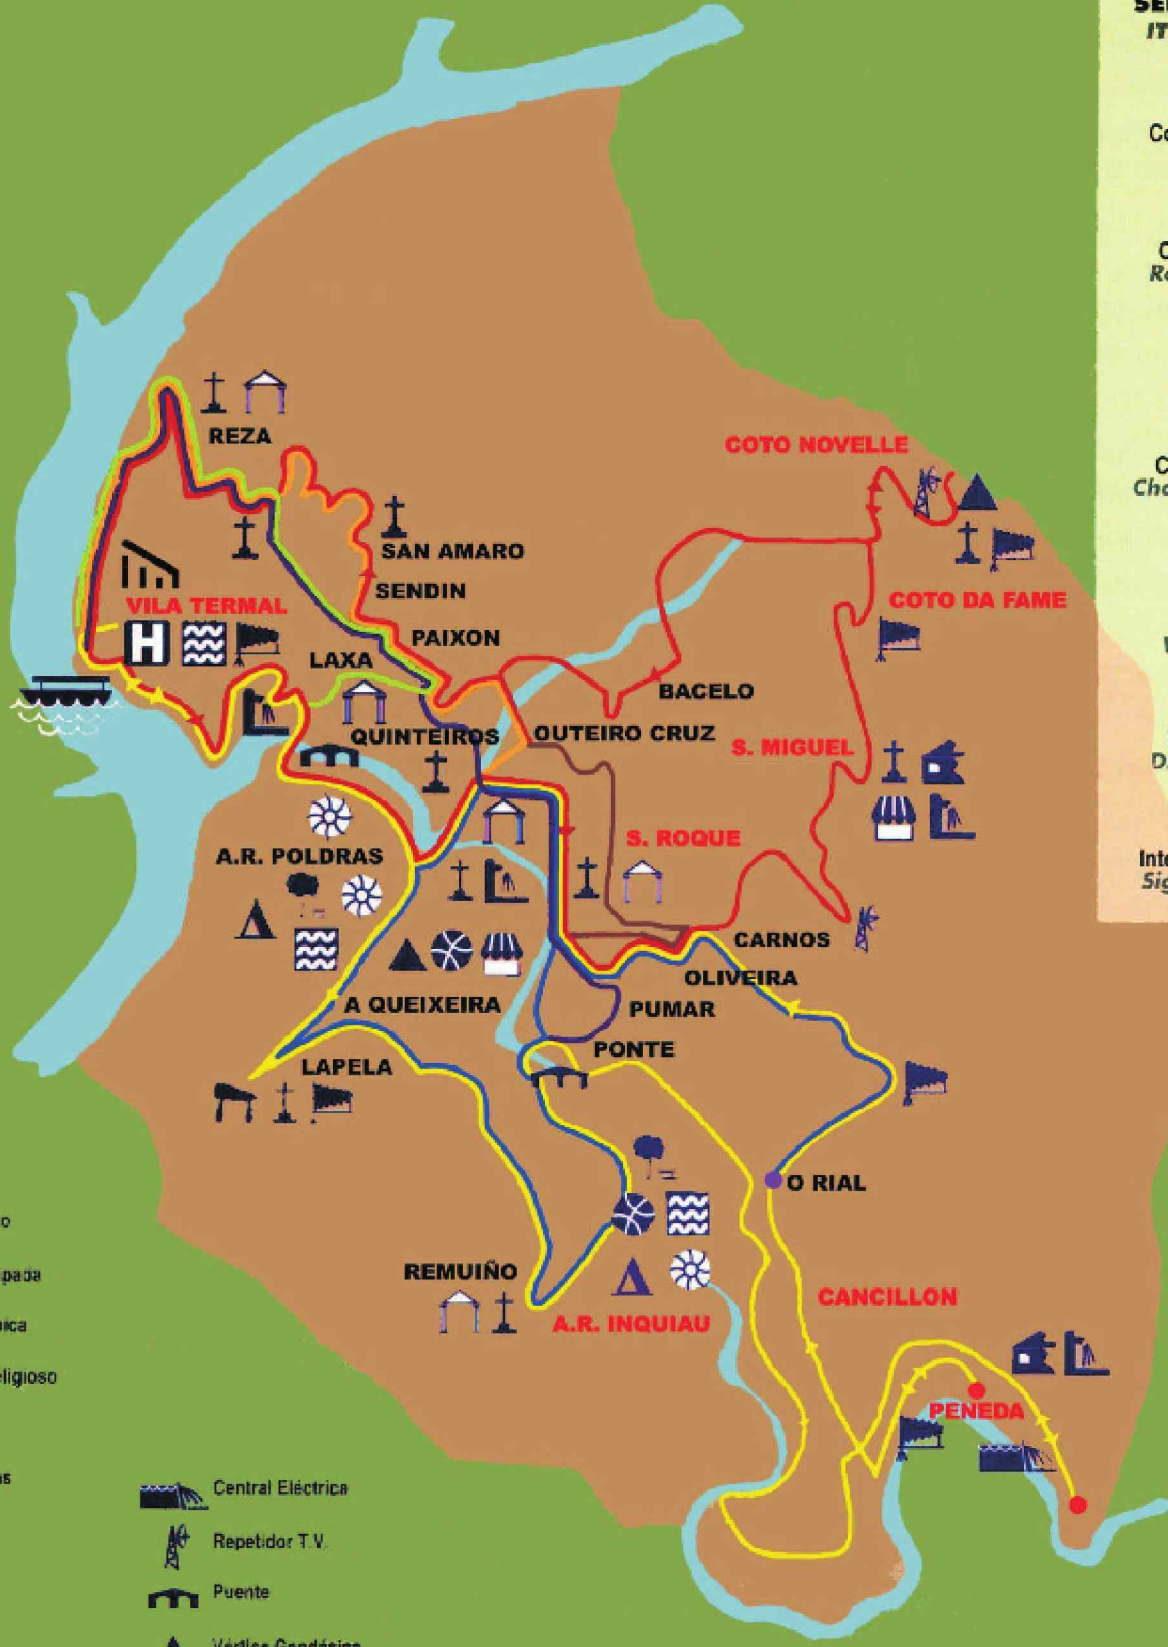 REZA
COTO NOVELLE
SAN AMARO
SENDIN
COTO DA FAME
VILA TERMAL
H
PAIXON
LAXA
BACELO
QUINTEIROS
OUTEIRO CRUZ
S. MIGUEL
S. ROQUE
A.R. POLDRAS
CARNOS
OLIVEIRA
A QUEIXEIRA
PUMAR
PONTE
LAPELA
O RIAL
REMUIÑO
CANCILLON
A.R. INQUIAU
PENEDA
Central Eléctrica
Repetidor T.V.
Puente